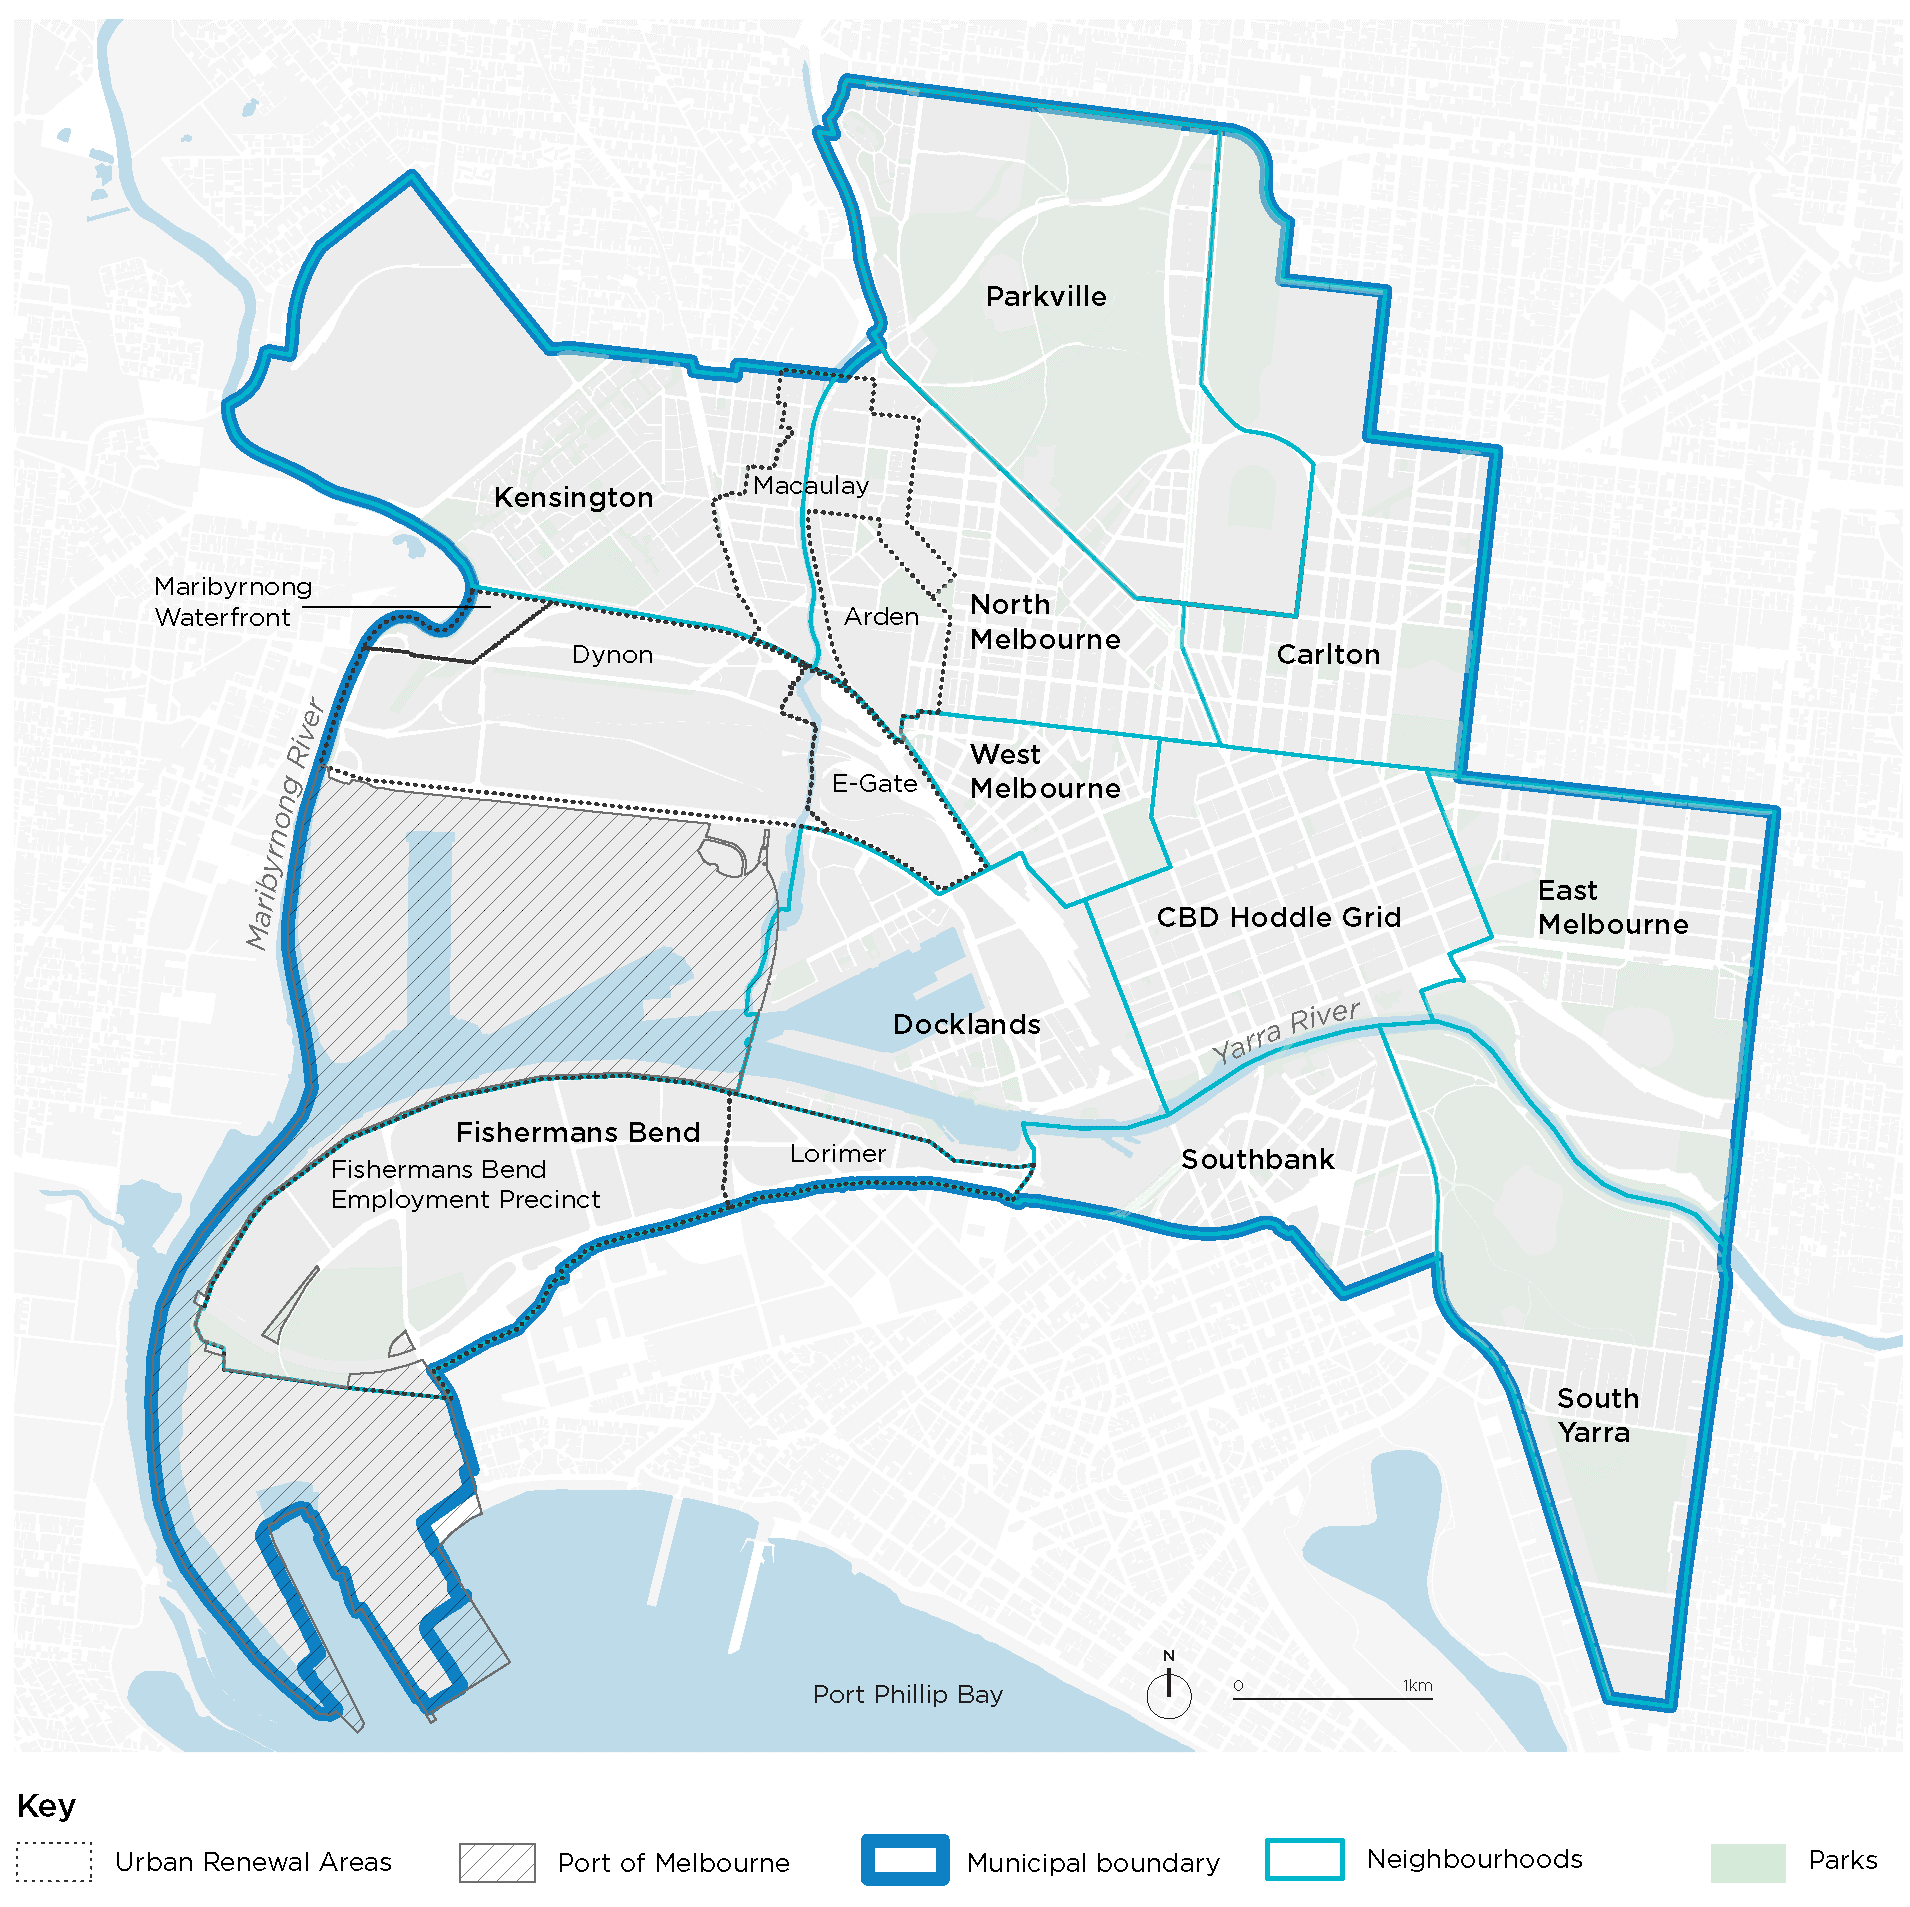 Parkville
Kensington
Macaulay
Maribyrnong
Waterfront
Arden
North
Melbourne
Dynon
Carlton
Maribyrnong River
West
Melbourne
E-Gate
East
Melbourne
CBD Hoddle Grid
Docklands
Yarra River
Fishermans Bend
Lorimer
Southbank
Fishermans Bend
Employment Precinct
South
Yarra
N
0 1km
Port Phillip Bay
Key
Urban Renewal Areas
Port of Melbourne
Municipal boundary
Neighbourhoods
Parks